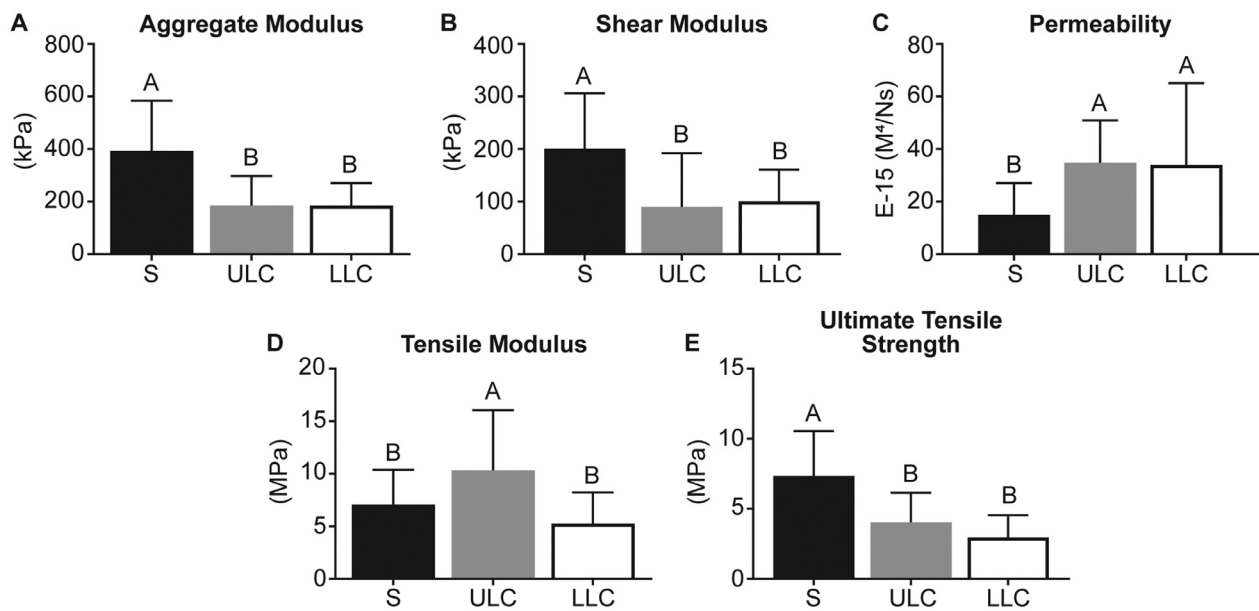 A Aggregate Modulus
800
600
400
200
0
(kPa)
A
B
B
S ULC LLC
B Shear Modulus
400
300
200
100
0
(kPa)
A
B
B
S ULC LLC
C Permeability
80
60
40
20
0
E-15 (M⁴/Ns)
B
A
A
S ULC LLC
D Tensile Modulus
20
15
10
5
0
(MPa)
B
A
B
S ULC LLC
E Ultimate Tensile
Strength
15
10
5
0
(MPa)
A
B
B
S ULC LLC